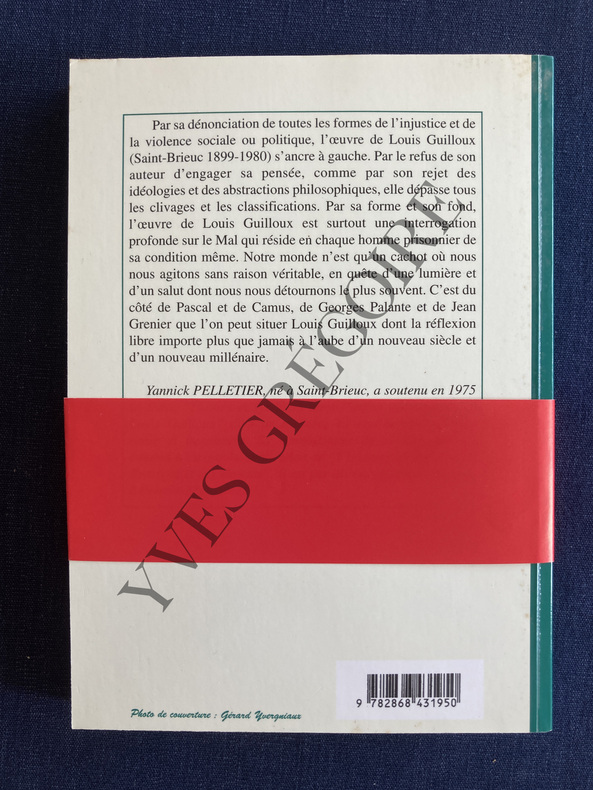 Par sa dénonciation de toutes les formes de l’injustice et de
la violence sociale ou politique, l’œuvre de Louis Guilloux
(Saint-Brieuc 1899-1980) s’ancre à gauche. Par le refus de son
auteur d’engager sa pensée, comme par son rejet des
idéologies et des abstractions philosophiques, elle dépasse tous
les clivages et les classifications. Par sa forme et son fond,
l’œuvre de Louis Guilloux est surtout une interrogation
profonde sur le Mal qui réside en chaque homme prisonnier de
sa condition même. Notre monde n’est qu’un cachot où nous
nous agitons sans raison véritable, en quête d’une lumière et
d’un salut dont nous nous détournons le plus souvent. C’est du
côté de Pascal et de Camus, de Georges Palante et de Jean
Grenier que l’on peut situer Louis Guilloux dont la réflexion
libre importe plus que jamais à l’aube d’un nouveau siècle et
d’un nouveau millénaire.
Yannick PELLETIER, né à Saint-Brieuc, a soutenu en 1975
YVES GRÉGOIRE
9 782868 431950
Photo de couverture : Gérard Yvergniaux